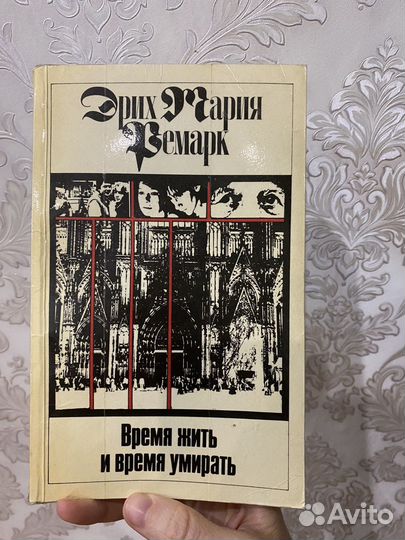 Эрих Мария
Ремарк
Время жить
и время умирать
Avito